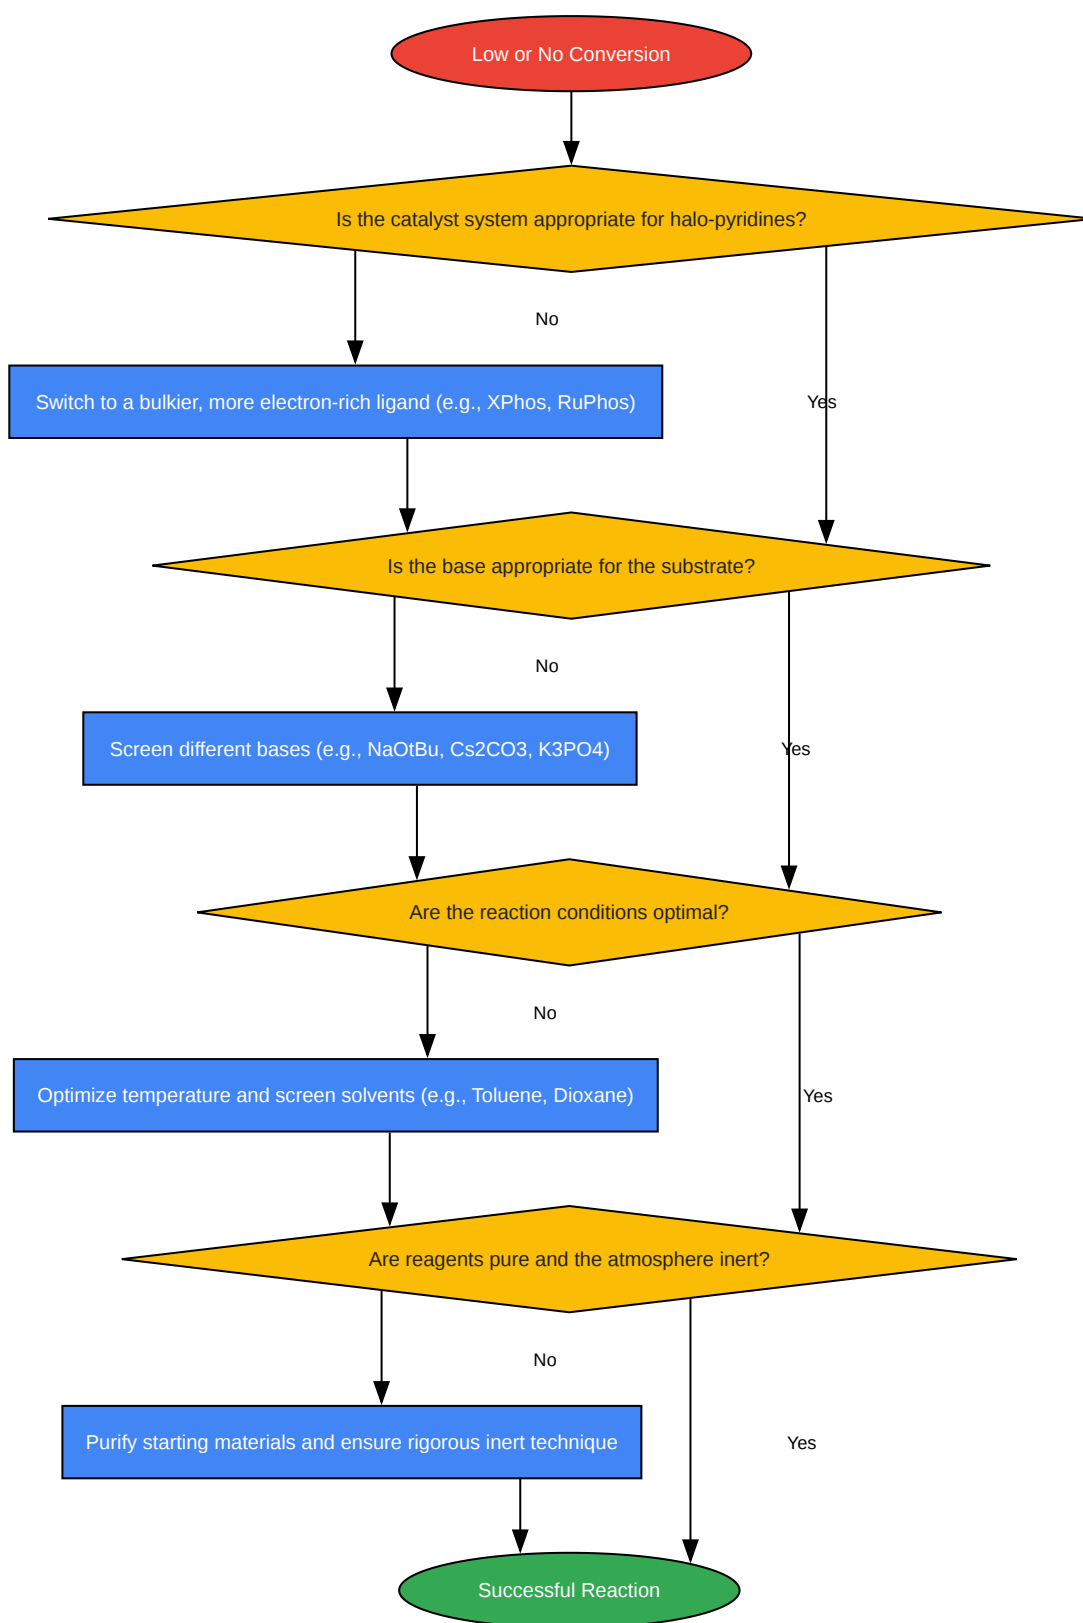 Low or No Conversion
Is the catalyst system appropriate for halo-pyridines?
No
Switch to a bulkier, more electron-rich ligand (e.g., XPhos, RuPhos)
Yes
Is the base appropriate for the substrate?
No
Screen different bases (e.g., NaOtBu, Cs2CO3, K3PO4)
Yes
Are the reaction conditions optimal?
No
Optimize temperature and screen solvents (e.g., Toluene, Dioxane)
Yes
Are reagents pure and the atmosphere inert?
No
Purify starting materials and ensure rigorous inert technique
Yes
Successful Reaction